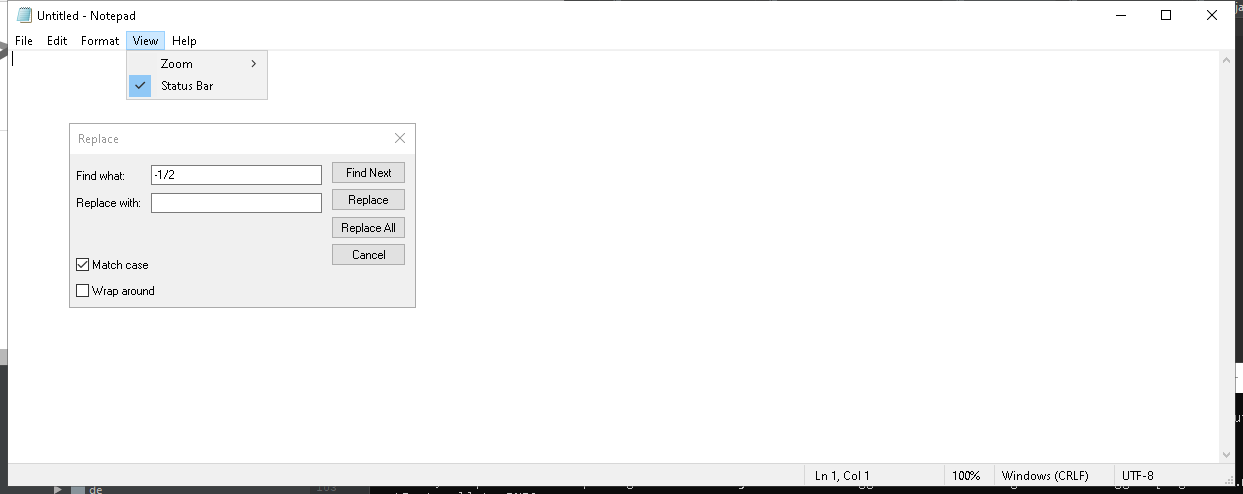 Untitled - Notepad
File Edit Format View Help
Zoom
Status Bar
Replace
Find what: -1/2 Find Next
Replace with: Replace
Replace All
Cancel
Match case
Wrap around
Ln 1, Col 1 100% Windows (CRLF) UTF-8
de